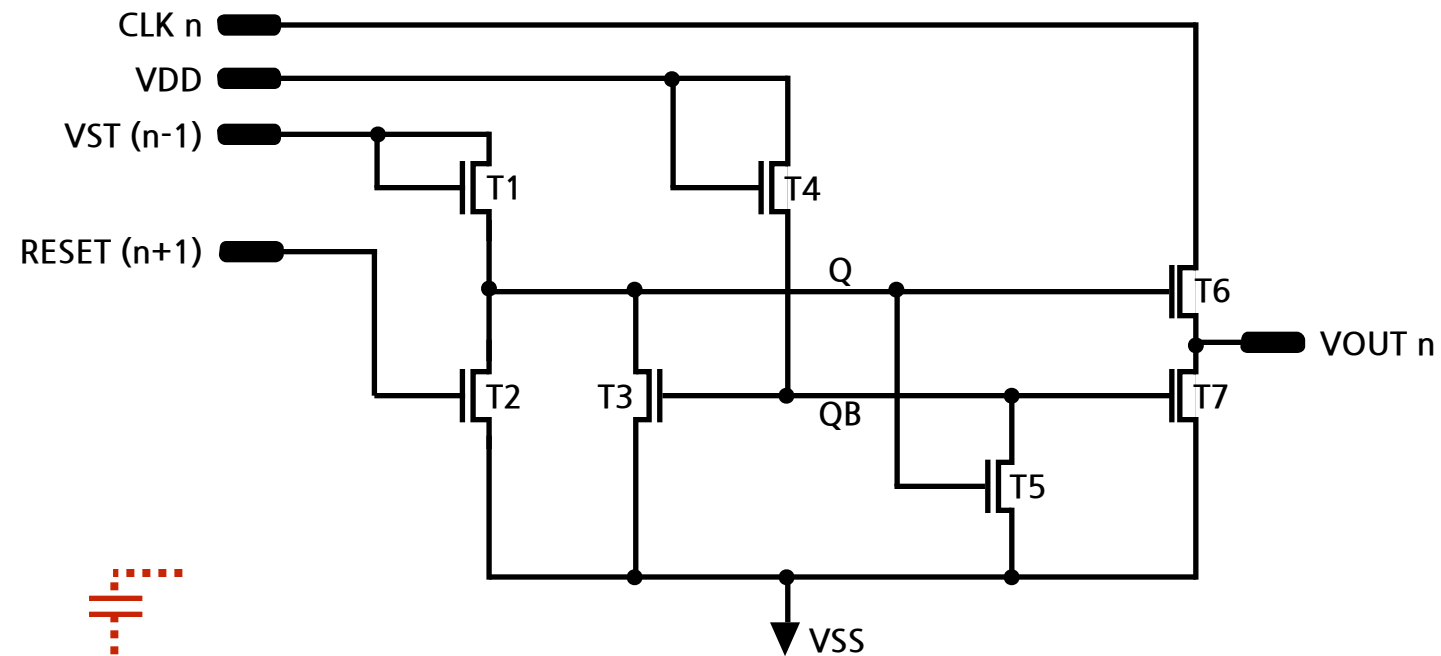 CLK n
VDD
VST (n-1)
T1
T4
RESET (n+1)
Q
T6
VOUT n
T2
T3
QB
T7
T5
VSS